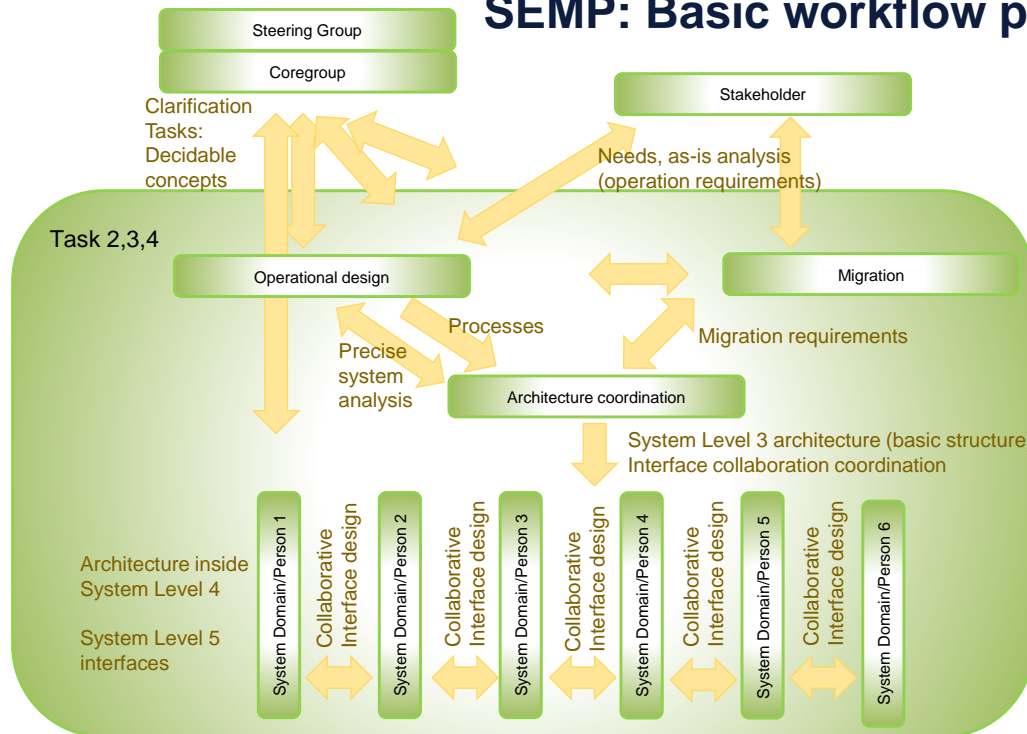 SEMP: Basic workflow p
Steering Group
Coregroup
Stakeholder
Clarification
Tasks:
Decidable
concepts
Needs, as-is analysis
(operation requirements)
Task 2,3,4
Operational design
Migration
Processes
Precise
system
analysis
Migration requirements
Architecture coordination
System Level 3 architecture (basic structure
Interface collaboration coordination
Architecture inside
System Level 4
System Level 5
interfaces
System Domain/Person 1
Collaborative
Interface design
System Domain/Person 2
Collaborative
Interface design
System Domain/Person 3
Collaborative
Interface design
System Domain/Person 4
Collaborative
Interface design
System Domain/Person 5
Collaborative
Interface design
System Domain/Person 6